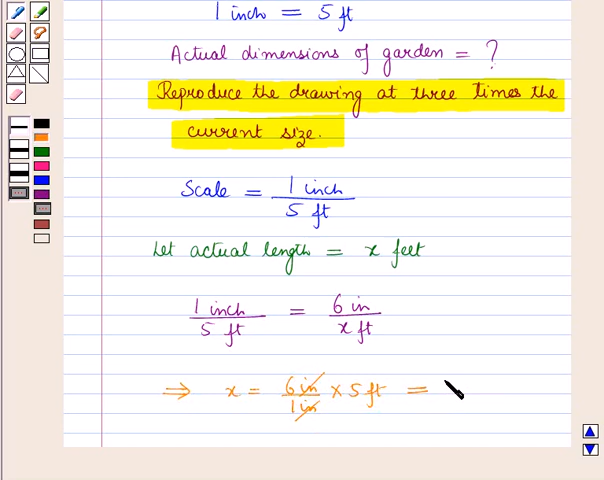 1 inch = 5 ft
Actual dimensions of garden = ?
Reproduce the drawing at three times the
current size.
Scale = 1 inch / 5 ft
Let actual length = x feet
1 inch / 5 ft = 6 in / x ft
⇒ x = 6 in / 1 in × 5 ft =